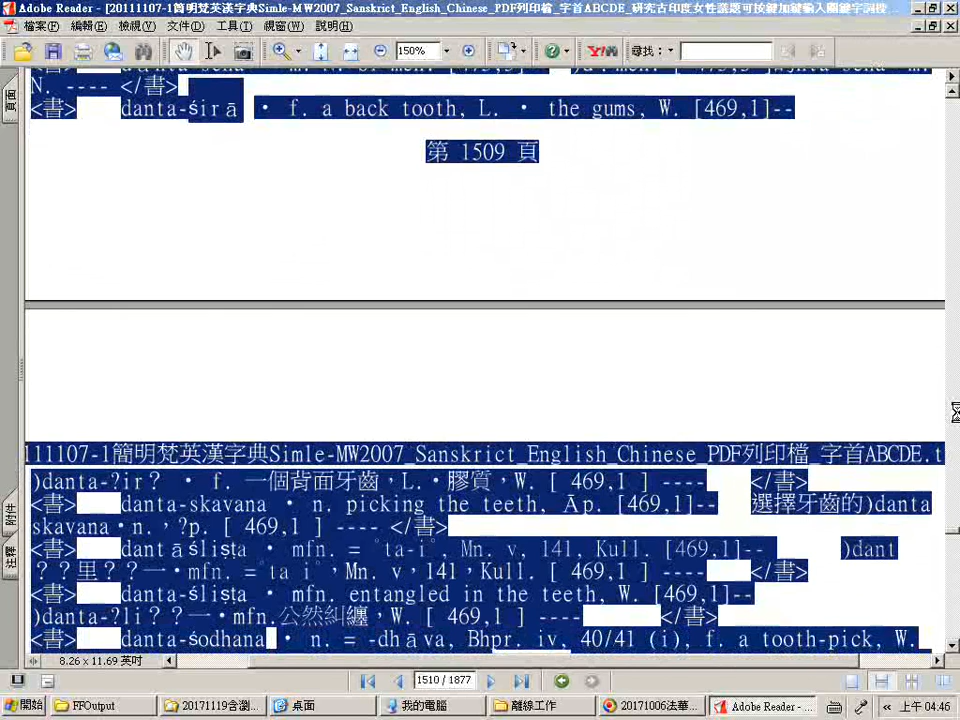 Adobe Reader - [20111107-1簡明梵英漢字典Simle-MW2007_Sanskrict_English_Chinese_PDF列印檔_字首ABCDE_研究古印度女性議題可按鍵加鍵輸入關鍵字詞搜
檔案(F) 編輯(E) 檢視(V) 文件(D) 工具(T) 視窗(W) 說明(H)
150% 尋找:
N. ---- </書>
<書> danta-śirā • f. a back tooth, L. • the gums, W. [469,1]--
第 1509 頁
111107-1簡明梵英漢字典Simle-MW2007_Sanskrict_English_Chinese_PDF列印檔_字首ABCDE.t
)danta-?ir? • f. 一個背面牙齒，L.•膠質，W. [ 469,1 ] ---- </書>
<書> danta-skavana • n. picking the teeth, Āp. [469,1]-- 選擇牙齒的)danta
skavana•n.，?p. [ 469,1 ] ---- </書>
<書> dantāśliṣṭa • mfn. = °ta-i° Mn. v, 141, Kull. [469,1]-- )dant
？？里？？一•mfn. =°ta i°，Mn. v，141，Kull. [ 469,1 ] ---- </書>
<書> danta-śliṣṭa • mfn. entangled in the teeth, W. [469,1]--
)danta-?li？？一•mfn.公然糾纏，W. [ 469,1 ] ---- </書>
<書> danta-śodhana • n. = -dhāva, Bhpr. iv, 40/41 (i), f. a tooth-pick, W.
頁面
附件
注釋
8.26 x 11.69 英吋
1510 / 1877
開始 FFOutput 20171119含瀏... 桌面 我的電腦 離線工作 20171006法華... Adobe Reader - [... 上午 04:46